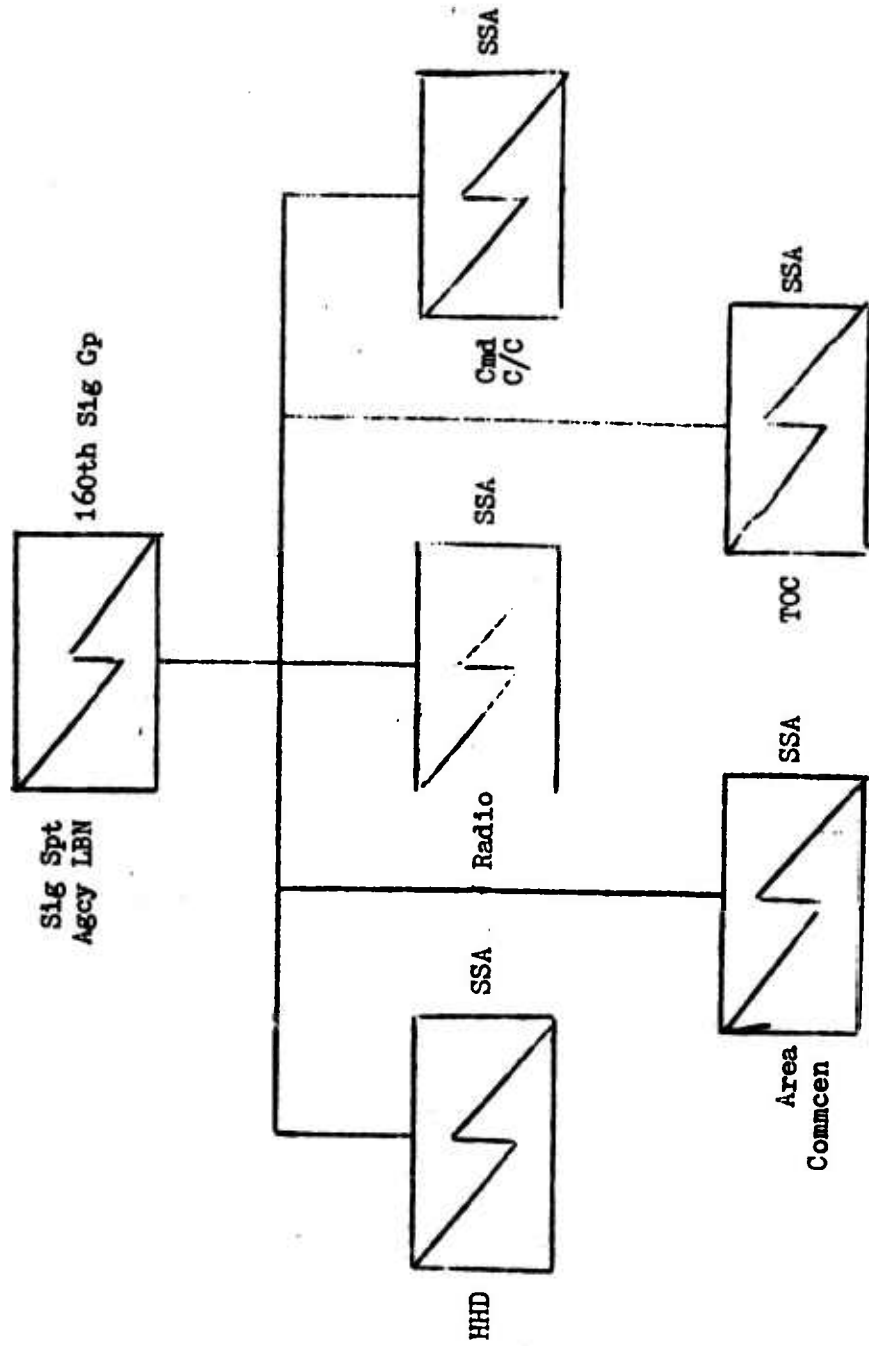 Sig Spt
Agcy LBN
160th Sig Gp
HHD
SSA
Radio
SSA
Cmd
C/C
SSA
Area
Commcen
SSA
TOC
SSA